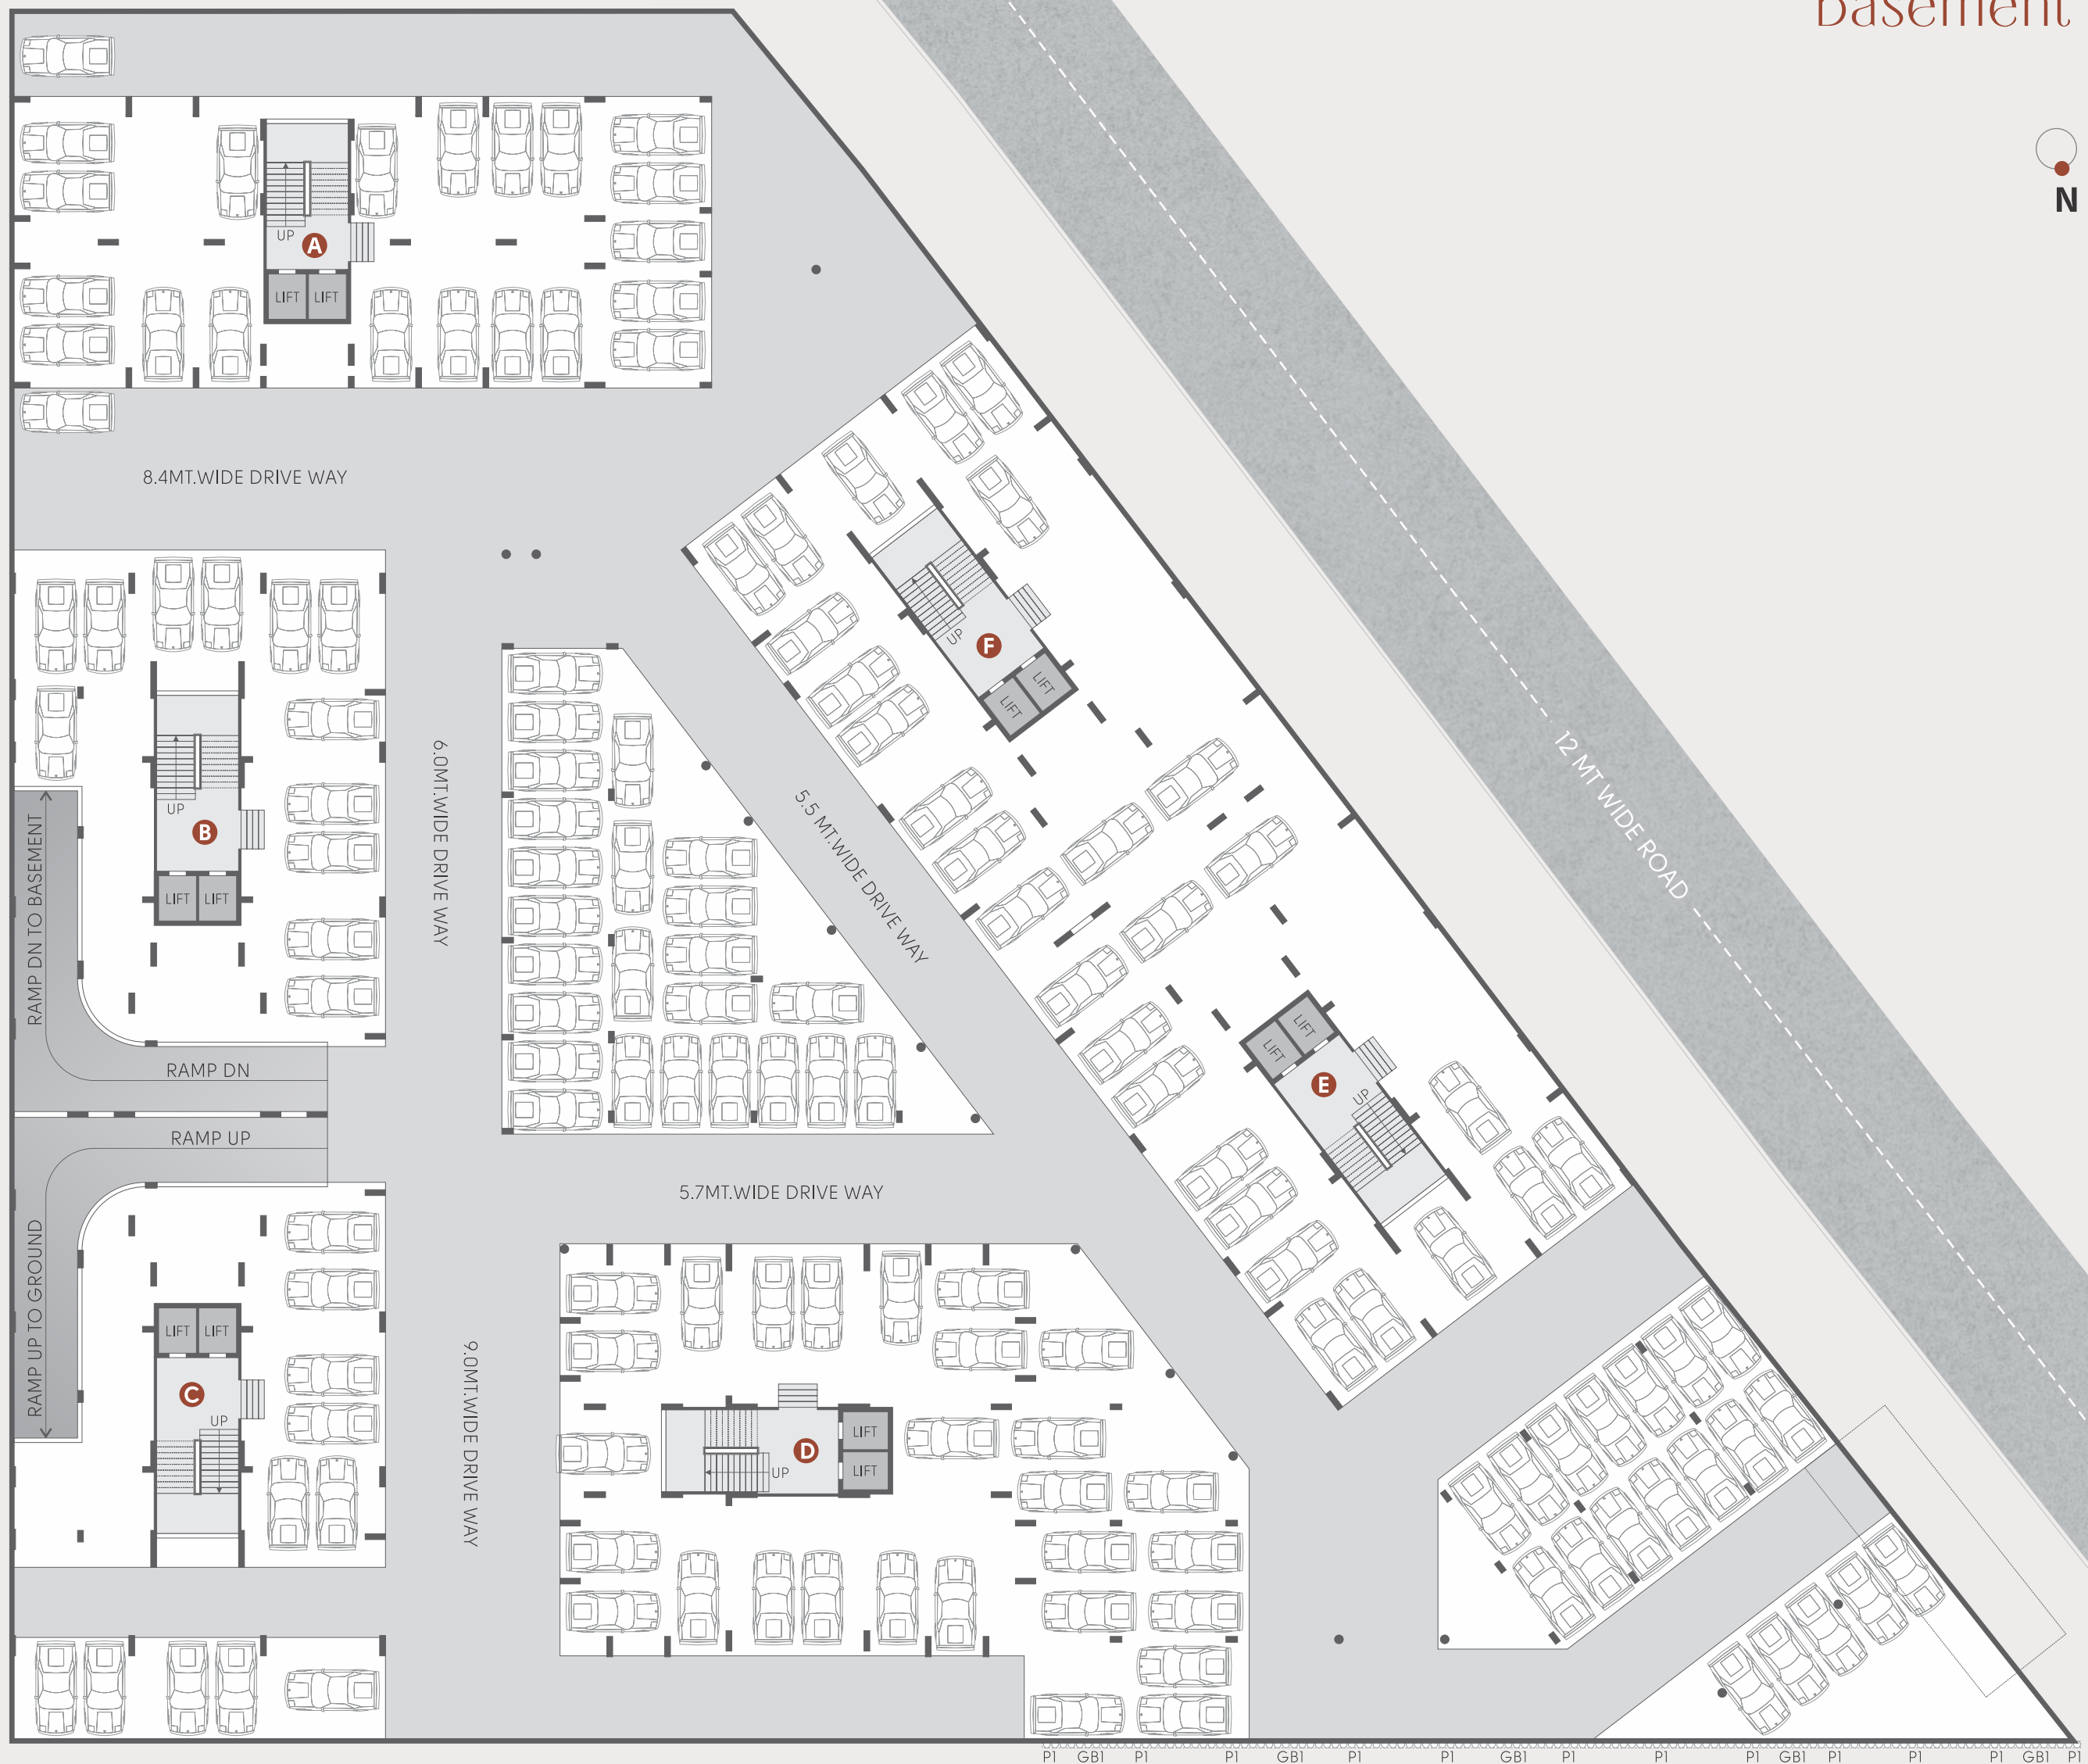 basement
N
UP
A
LIFT LIFT
8.4MT.WIDE DRIVE WAY
UP
F
LIFT
LIFT
12 MT WIDE ROAD
6.0MT.WIDE DRIVE WAY
5.5 MT.WIDE DRIVE WAY
UP
B
LIFT LIFT
RAMP DN TO BASEMENT
RAMP DN
RAMP UP
RAMP UP TO GROUND
LIFT
LIFT
E
UP
5.7MT.WIDE DRIVE WAY
LIFT LIFT
C
UP
9.0MT.WIDE DRIVE WAY
LIFT
D
LIFT
UP
P1 GB1 P1 P1 GB1 P1 P1 GB1 P1 P1 P1 GB1 P1 P1 P1 GB1 P1